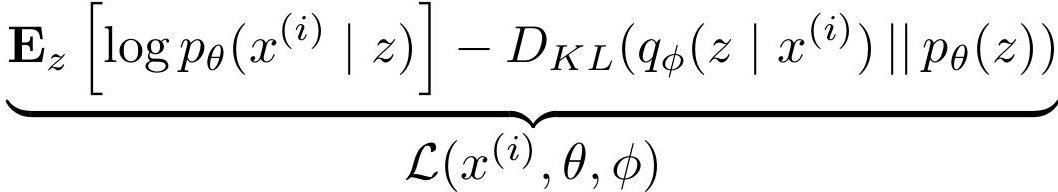 𝐄_z [log p_θ(x^(i) | z)] − D_KL(q_ϕ(z | x^(i)) || p_θ(z))
ℒ(x^(i), θ, ϕ)